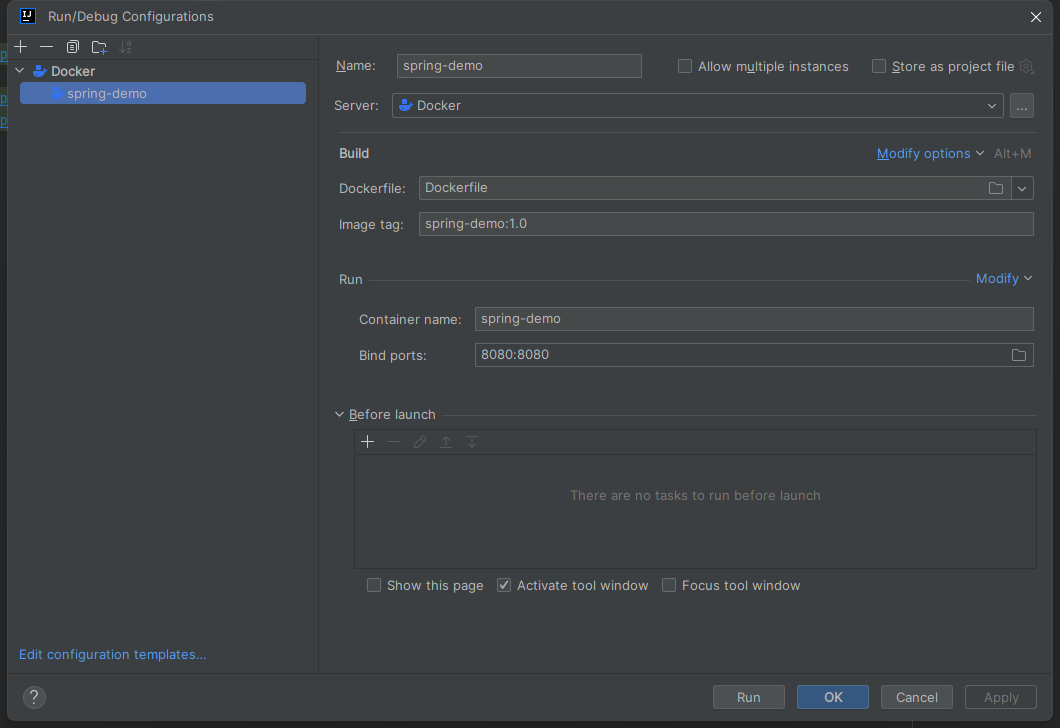 Run/Debug Configurations
Docker
spring-demo
Name: spring-demo Allow multiple instances Store as project file
Server: Docker ...
Build Modify options Alt+M
Dockerfile: Dockerfile
Image tag: spring-demo:1.0
Run Modify
Container name: spring-demo
Bind ports: 8080:8080
Before launch
There are no tasks to run before launch
Show this page Activate tool window Focus tool window
Edit configuration templates...
? Run OK Cancel Apply